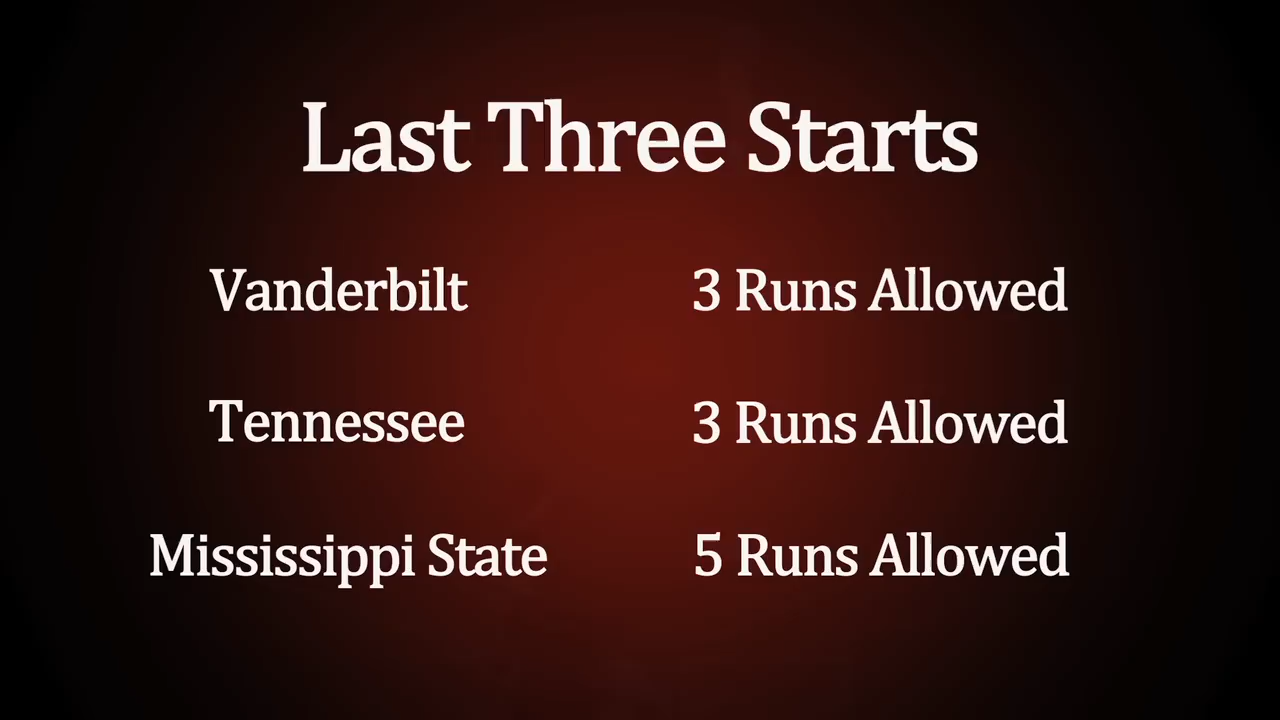 Last Three Starts
Vanderbilt 3 Runs Allowed
Tennessee 3 Runs Allowed
Mississippi State 5 Runs Allowed